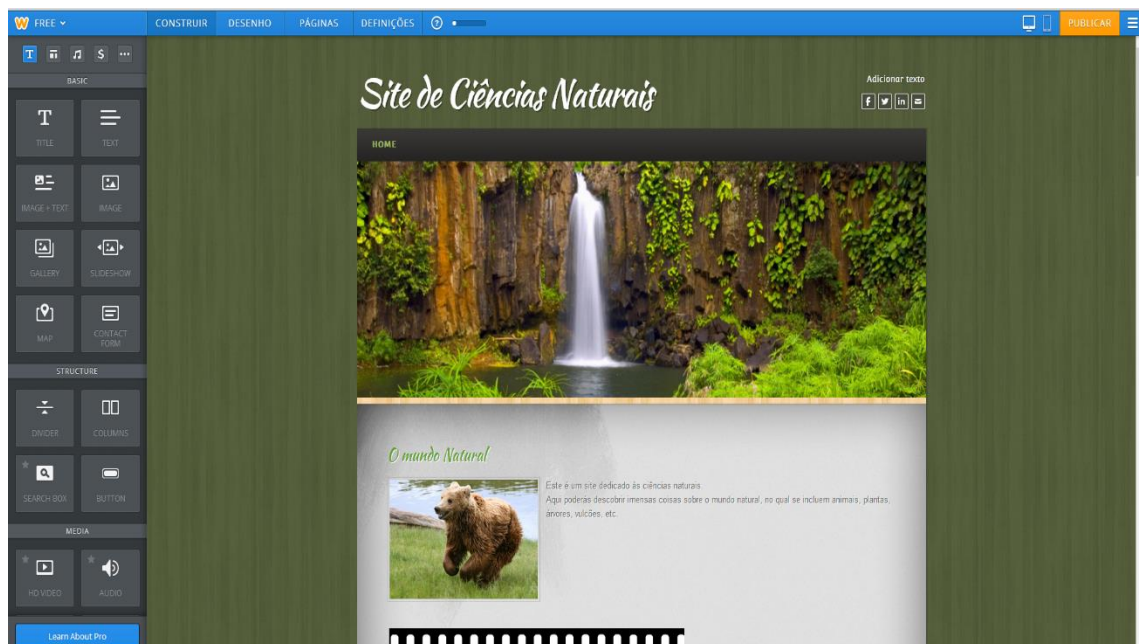 FREE
CONSTRUIR DESENHO PÁGINAS DEFINIÇÕES ?
PUBLICAR
T S ...
BASIC
TITLE TEXT
IMAGE + TEXT IMAGE
GALLERY SLIDESHOW
MAP CONTACT
FORM
STRUCTURE
DIVIDER COLUMNS
SEARCH BOX BUTTON
MEDIA
HD VIDEO AUDIO
Learn About Pro
Site de Ciências Naturais
Adicionar texto
HOME
O mundo Natural
Este é um site dedicado às ciências naturais.
Aqui poderás descobrir imensas coisas sobre o mundo natural, no qual se incluem animais, plantas,
árvores, vulcões, etc.